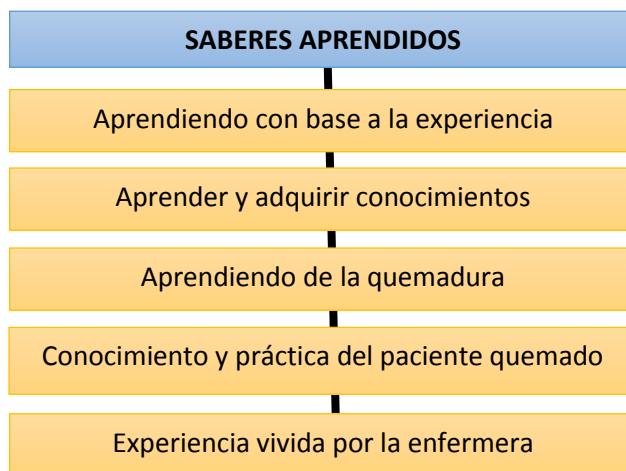 SABERES APRENDIDOS
Aprendiendo con base a la experiencia
Aprender y adquirir conocimientos
Aprendiendo de la quemadura
Conocimiento y práctica del paciente quemado
Experiencia vivida por la enfermera